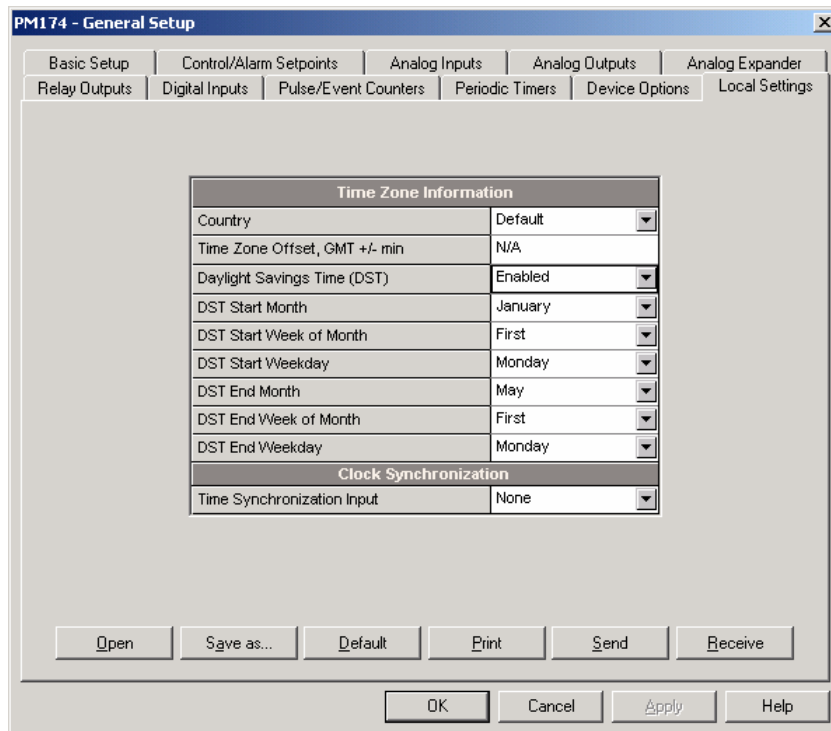 PM174 - General Setup
Basic Setup Control/Alarm Setpoints Analog Inputs Analog Outputs Analog Expander
Relay Outputs Digital Inputs Pulse/Event Counters Periodic Timers Device Options Local Settings
Time Zone Information
Country Default
Time Zone Offset, GMT +/- min N/A
Daylight Savings Time (DST) Enabled
DST Start Month January
DST Start Week of Month First
DST Start Weekday Monday
DST End Month May
DST End Week of Month First
DST End Weekday Monday
Clock Synchronization
Time Synchronization Input None
Open Save as... Default Print Send Receive
OK Cancel Apply Help